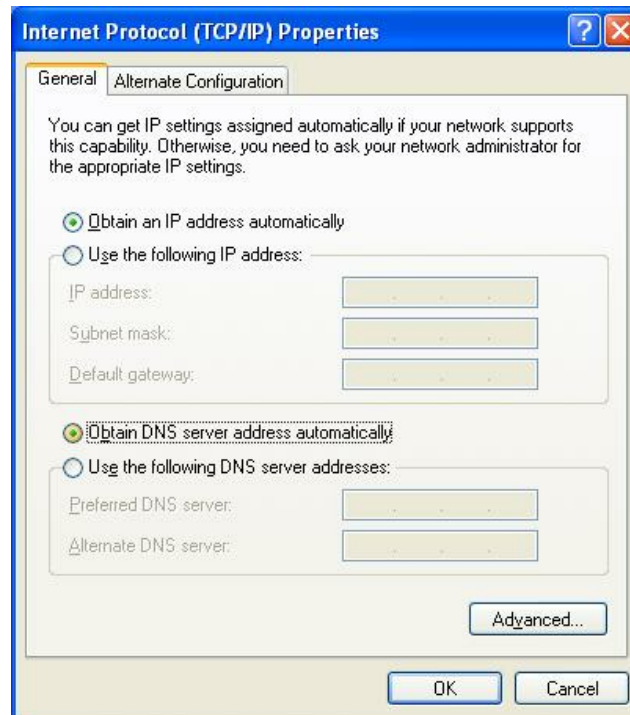 Internet Protocol (TCP/IP) Properties
General
Alternate Configuration
You can get IP settings assigned automatically if your network supports
this capability. Otherwise, you need to ask your network administrator for
the appropriate IP settings.
Obtain an IP address automatically
Use the following IP address:
IP address:
Subnet mask:
Default gateway:
Obtain DNS server address automatically
Use the following DNS server addresses:
Preferred DNS server:
Alternate DNS server:
Advanced...
OK
Cancel